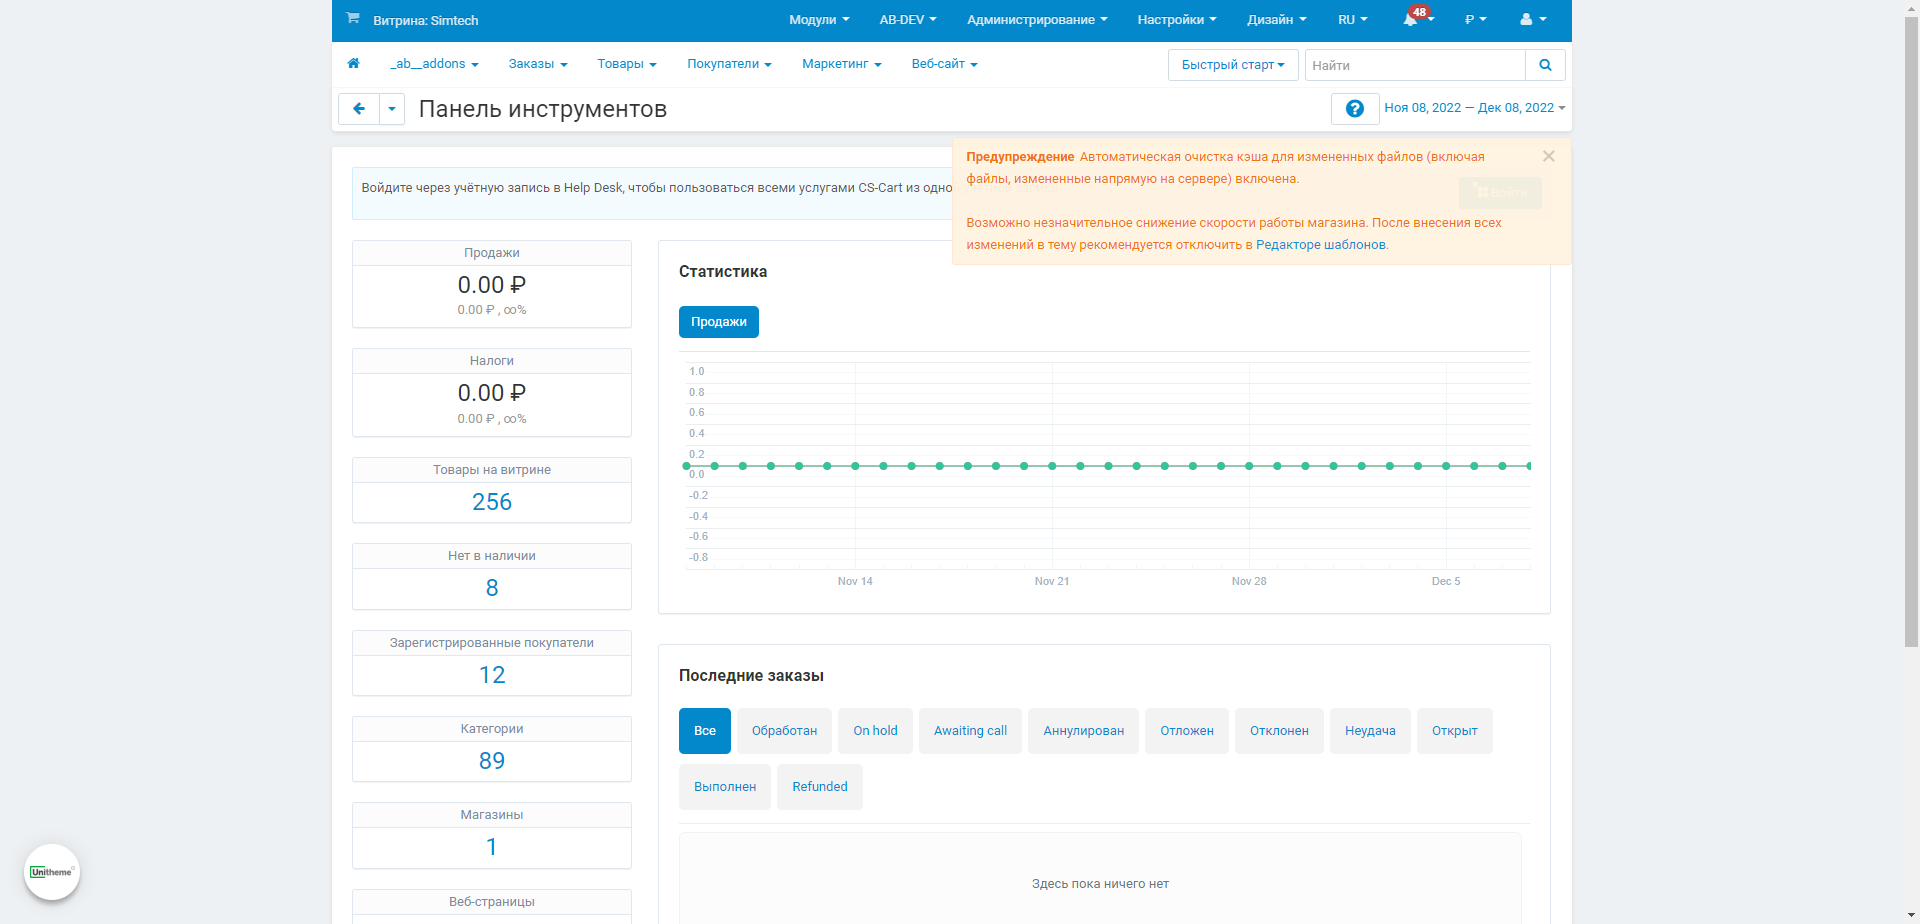 Витрина: Simtech
Модули
AB-DEV
Администрирование
Настройки
Дизайн
RU
48
₽
_ab__addons
Заказы
Товары
Покупатели
Маркетинг
Веб-сайт
Быстрый старт
Найти
Панель инструментов
?
Ноя 08, 2022 — Дек 08, 2022
Войдите через учётную запись в Help Desk, чтобы пользоваться всеми услугами CS-Cart из одно
Войти
Предупреждение Автоматическая очистка кэша для измененных файлов (включая
файлы, измененные напрямую на сервере) включена.
Возможно незначительное снижение скорости работы магазина. После внесения всех
изменений в тему рекомендуется отключить в Редакторе шаблонов.
Продажи
0.00 ₽
0.00 ₽ , ∞%
Налоги
0.00 ₽
0.00 ₽ , ∞%
Товары на витрине
256
Нет в наличии
8
Зарегистрированные покупатели
12
Категории
89
Магазины
1
Веб-страницы
Статистика
Продажи
1.0
0.8
0.6
0.4
0.2
0.0
-0.2
-0.4
-0.6
-0.8
Nov 14
Nov 21
Nov 28
Dec 5
Последние заказы
Все
Обработан
On hold
Awaiting call
Аннулирован
Отложен
Отклонен
Неудача
Открыт
Выполнен
Refunded
Здесь пока ничего нет
Unitheme